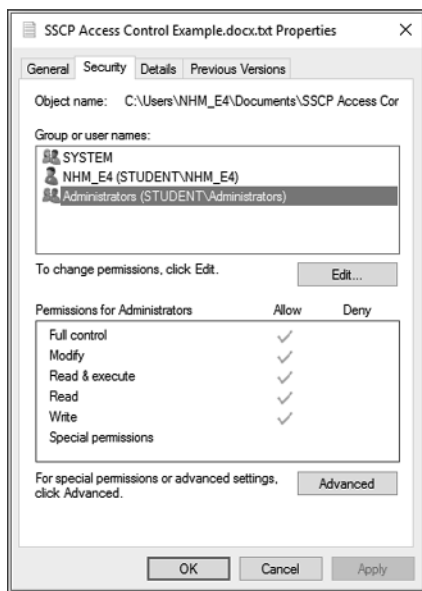 SSCP Access Control Example.docx.txt Properties
General Security Details Previous Versions
Object name: C:\Users\NHM_E4\Documents\SSCP Access Cor
Group or user names:
SYSTEM
NHM_E4 (STUDENT\NHM_E4)
Administrators (STUDENT\Administrators)
To change permissions, click Edit.
Edit...
Permissions for Administrators Allow Deny
Full control
Modify
Read & execute
Read
Write
Special permissions
For special permissions or advanced settings,
click Advanced.
Advanced
OK Cancel Apply